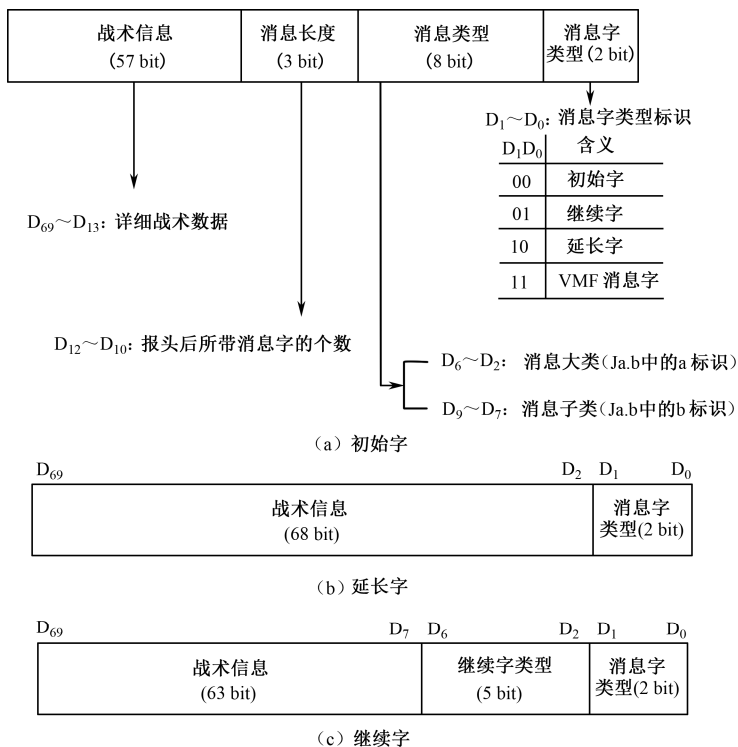 战术信息 消息长度 消息类型 消息字
(57 bit) (3 bit) (8 bit) 类型(2 bit)
D₁～D₀: 消息字类型标识
D₁D₀ 含义
00 初始字
01 继续字
10 延长字
11 VMF 消息字
D₆₉～D₁₃: 详细战术数据
D₁₂～D₁₀: 报头后所带消息字的个数
D₆～D₂: 消息大类(Ja.b中的a 标识)
D₉～D₇: 消息子类(Ja.b中的b 标识)
(a) 初始字
D₆₉ D₂ D₁ D₀
战术信息 消息字
(68 bit) 类型(2 bit)
(b) 延长字
D₆₉ D₇ D₆ D₂ D₁ D₀
战术信息 继续字类型 消息字
(63 bit) (5 bit) 类型(2 bit)
(c) 继续字